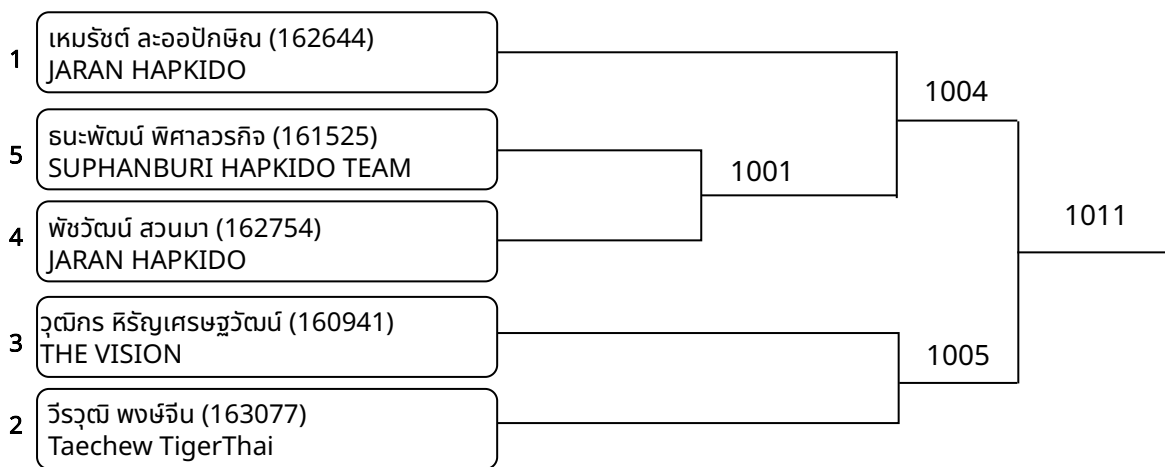 1
เหมรัชต์ ละออปักษิณ (162644)
JARAN HAPKIDO
5
ธนะพัฒน์ พิศาลวรกิจ (161525)
SUPHANBURI HAPKIDO TEAM
4
พัชวัฒน์ สวนมา (162754)
JARAN HAPKIDO
3
วุฒิกร หิรัญเศรษฐวัฒน์ (160941)
THE VISION
2
วีรวุฒิ พงษ์จีน (163077)
Taechew TigerThai
1001
1004
1005
1011